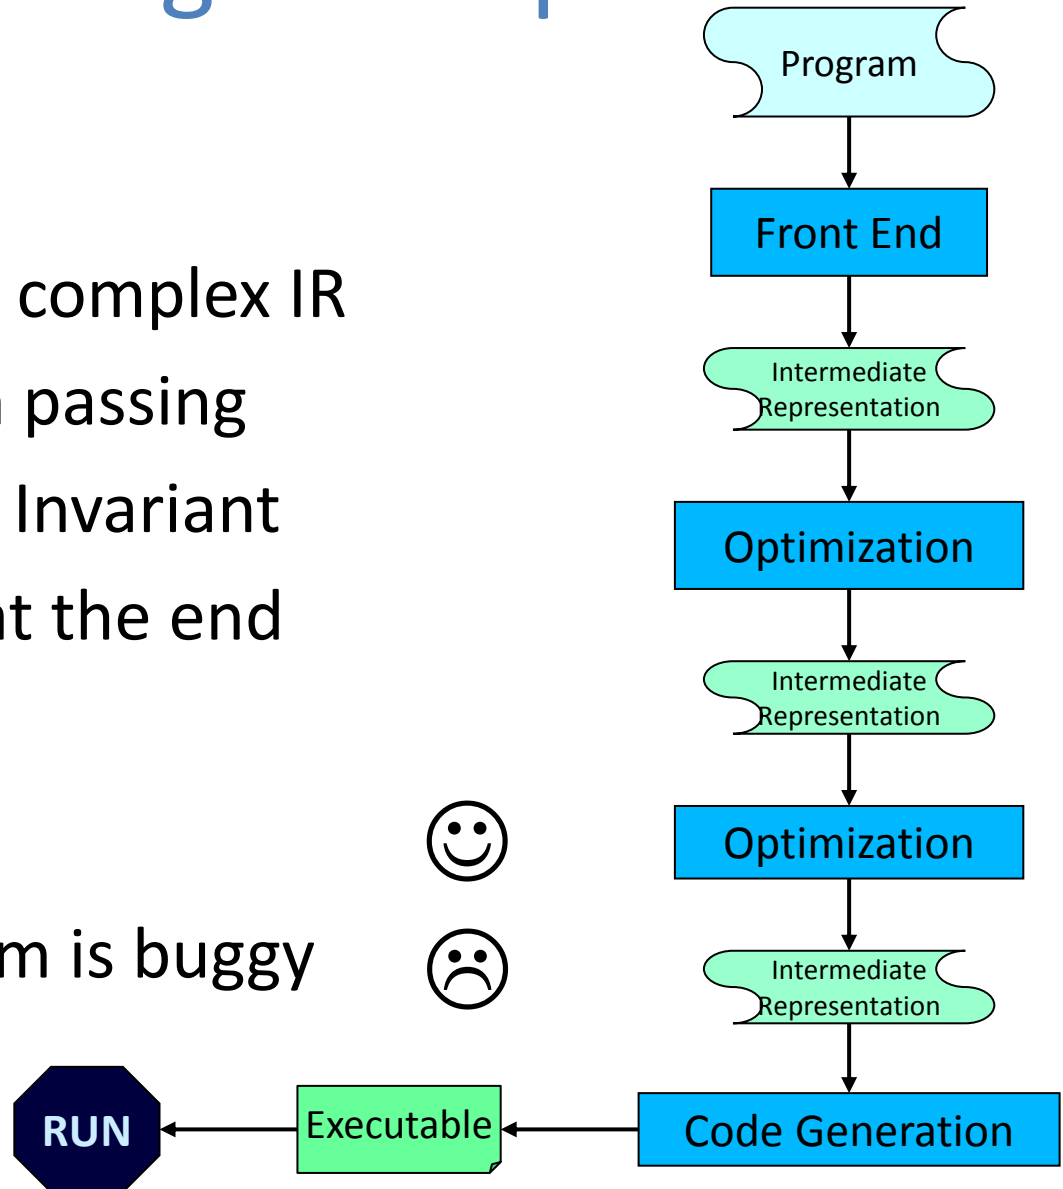 Program
Front End
complex IR
passing
Invariant
at the end
is buggy
Intermediate
Representation
Optimization
Intermediate
Representation
Optimization
Intermediate
Representation
Code Generation
Executable
RUN